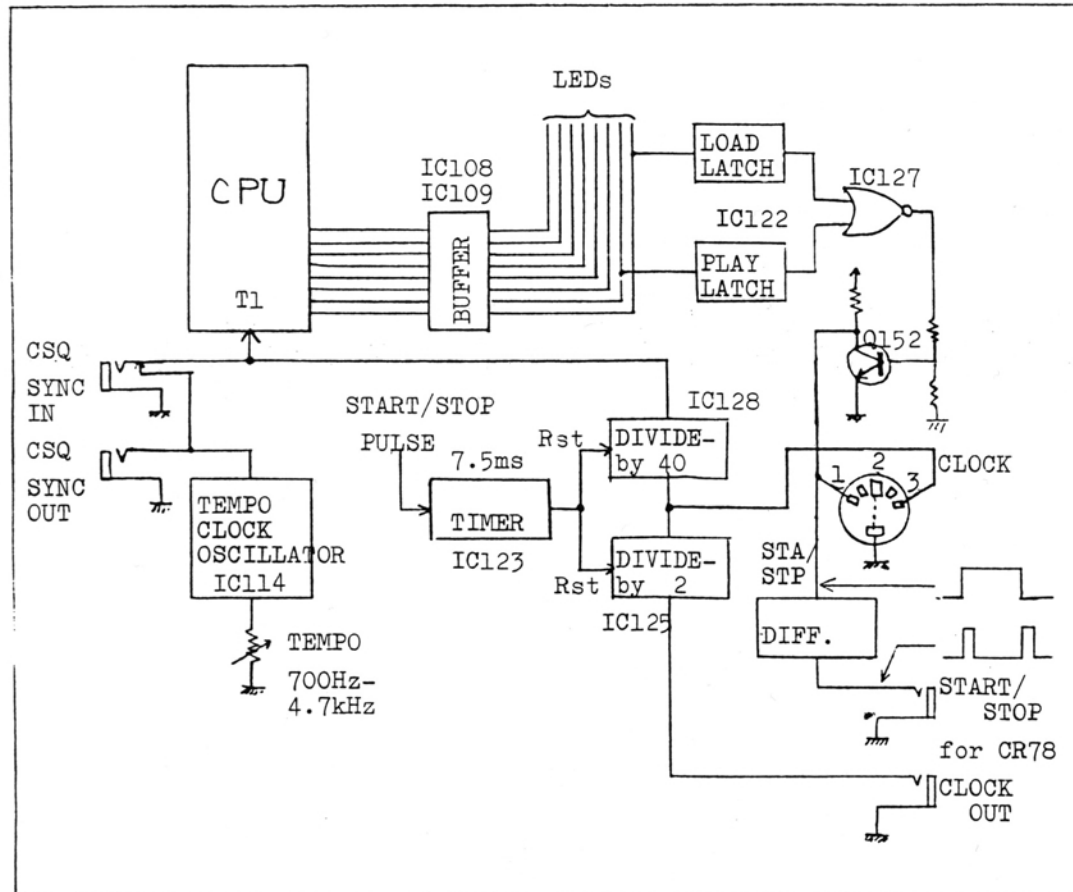 LEDs
CPU
T1
IC108
IC109
BUFFER
LOAD
LATCH
IC127
IC122
PLAY
LATCH
Q152
CSQ
SYNC
IN
CSQ
SYNC
OUT
TEMPO
CLOCK
OSCILLATOR
IC114
TEMPO
700Hz-
4.7kHz
START/STOP
PULSE
7.5ms
TIMER
IC123
Rst
Rst
IC128
DIVIDE-
by 40
DIVIDE-
by 2
IC125
1
2
3
CLOCK
STA/
STP
DIFF.
START/
STOP
for CR78
CLOCK
OUT